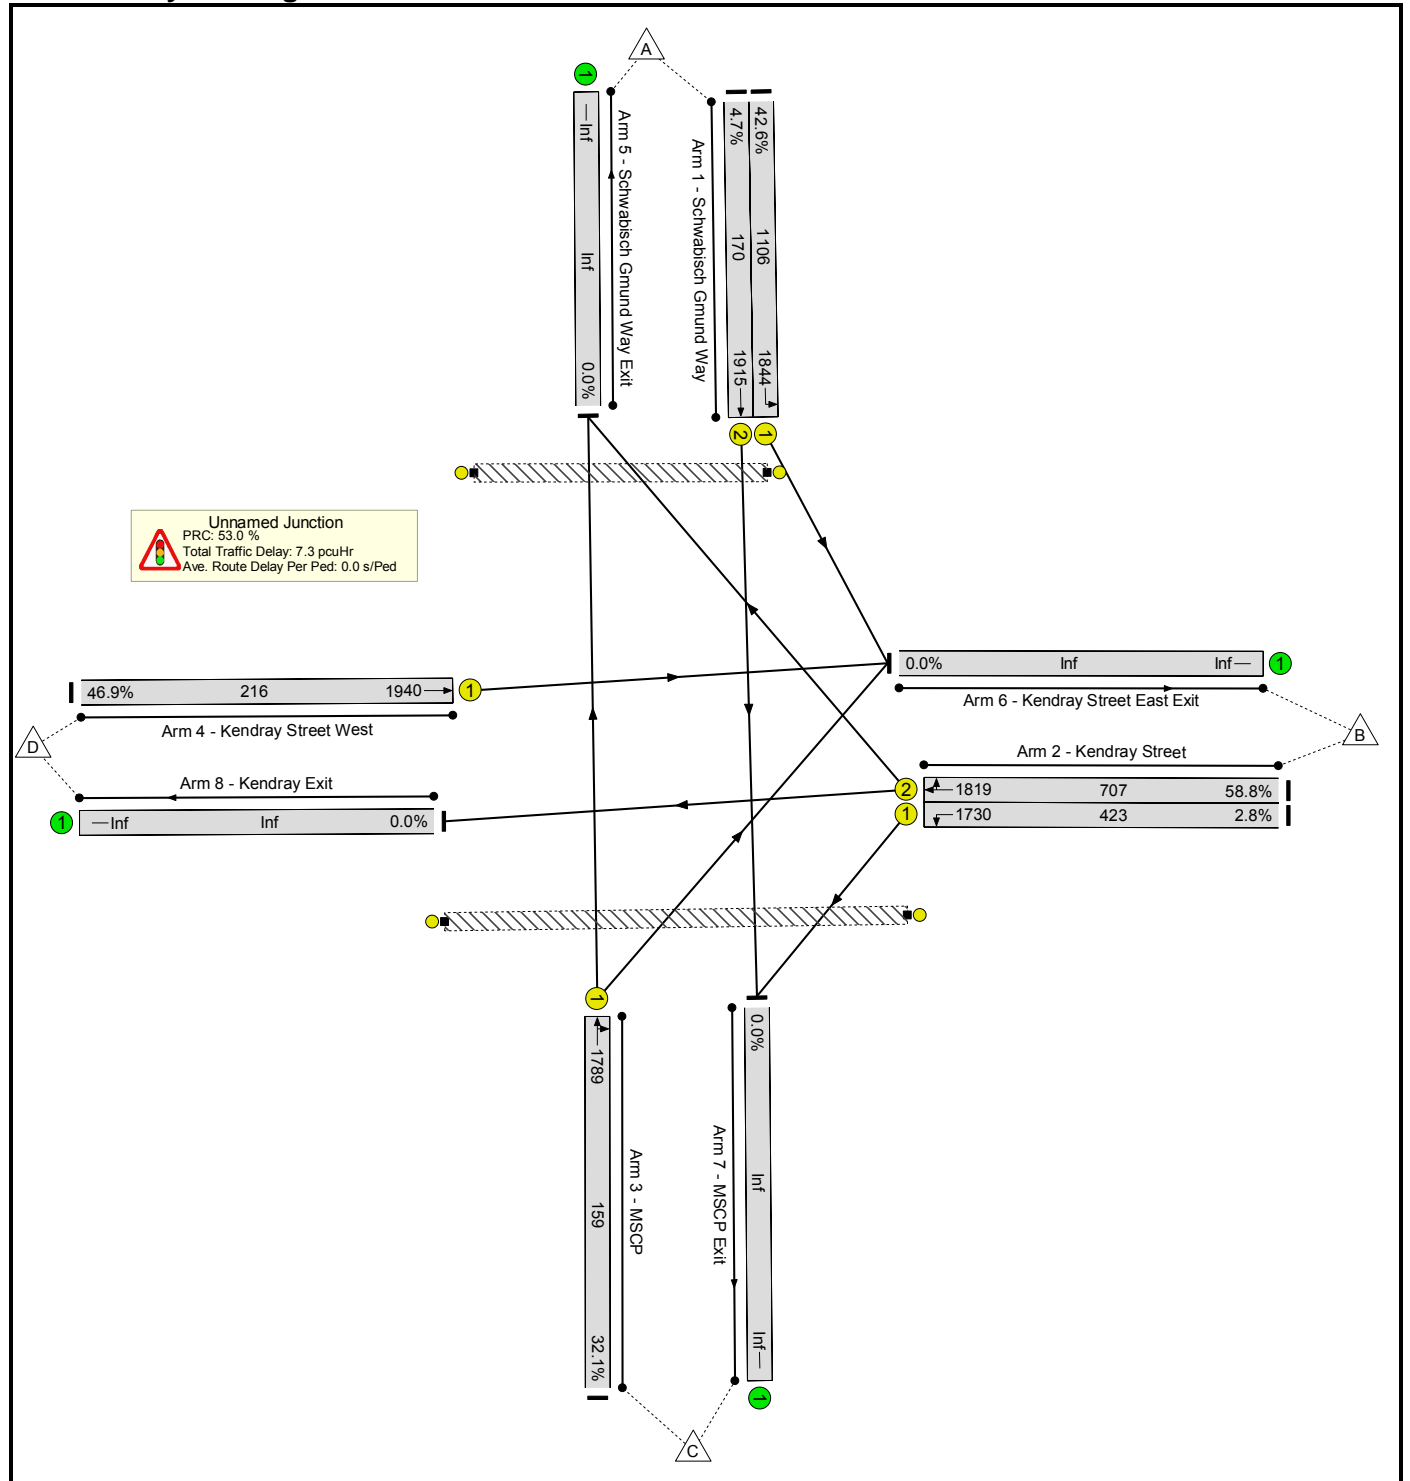 A
1
—Inf
Inf
0.0%
Arm 5 - Schwabisch Gmund Way Exit
Arm 1 - Schwabisch Gmund Way
4.7%
170
1915
42.6%
1106
1844
2
1
Unnamed Junction
PRC: 53.0 %
Total Traffic Delay: 7.3 pcuHr
Ave. Route Delay Per Ped: 0.0 s/Ped
46.9% 216 1940
1
Arm 4 - Kendray Street West
D
Arm 8 - Kendray Exit
1
—Inf Inf 0.0%
0.0% Inf Inf—
1
Arm 6 - Kendray Street East Exit
B
Arm 2 - Kendray Street
2
1819 707 58.8%
1
1730 423 2.8%
1
1789
159
32.1%
Arm 3 - MSCP
Arm 7 - MSCP Exit
0.0%
Inf
Inf—
1
C